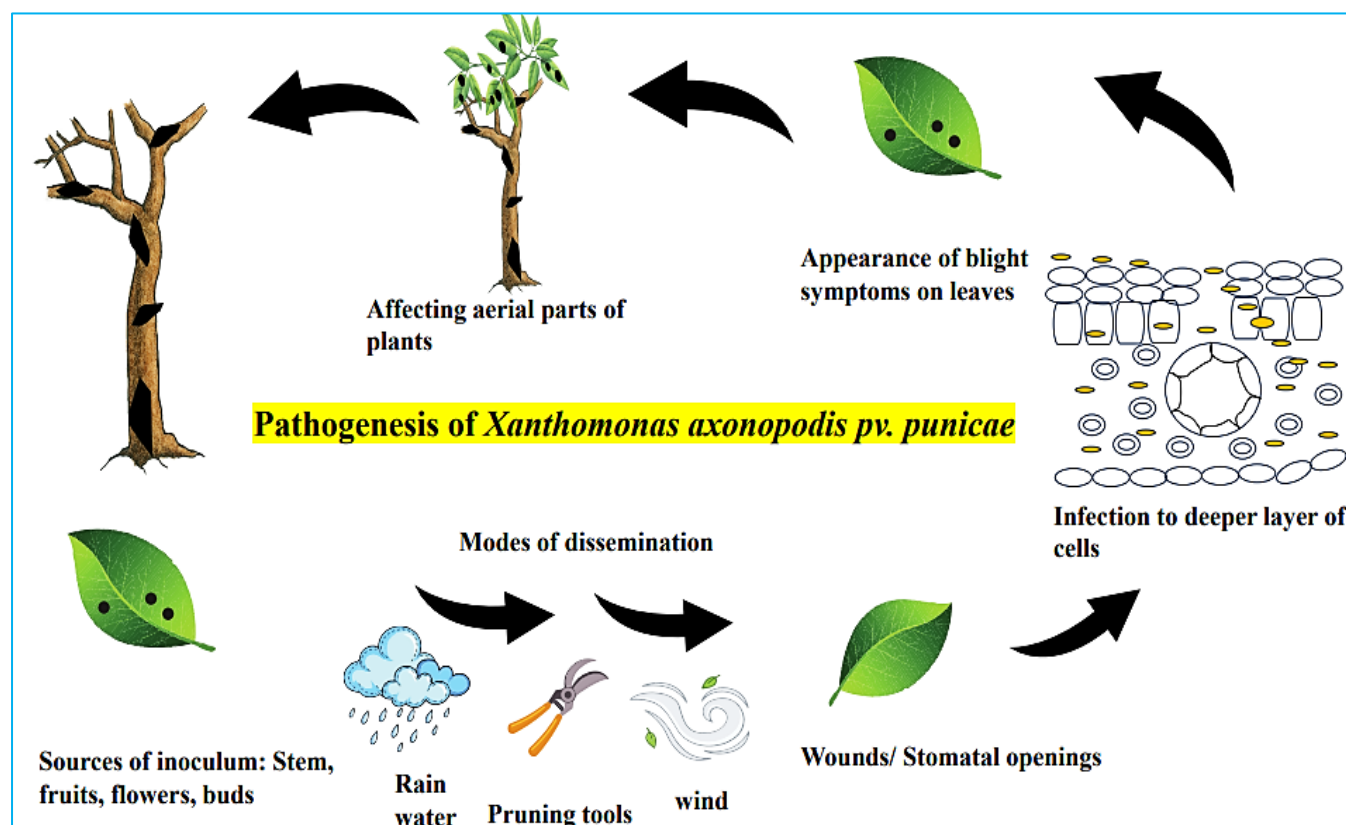 Affecting aerial parts of
plants
Appearance of blight
symptoms on leaves
Pathogenesis of Xanthomonas axonopodis pv. punicae
Infection to deeper layer of
cells
Modes of dissemination
Sources of inoculum: Stem,
fruits, flowers, buds
Rain
water
Pruning tools
wind
Wounds/ Stomatal openings